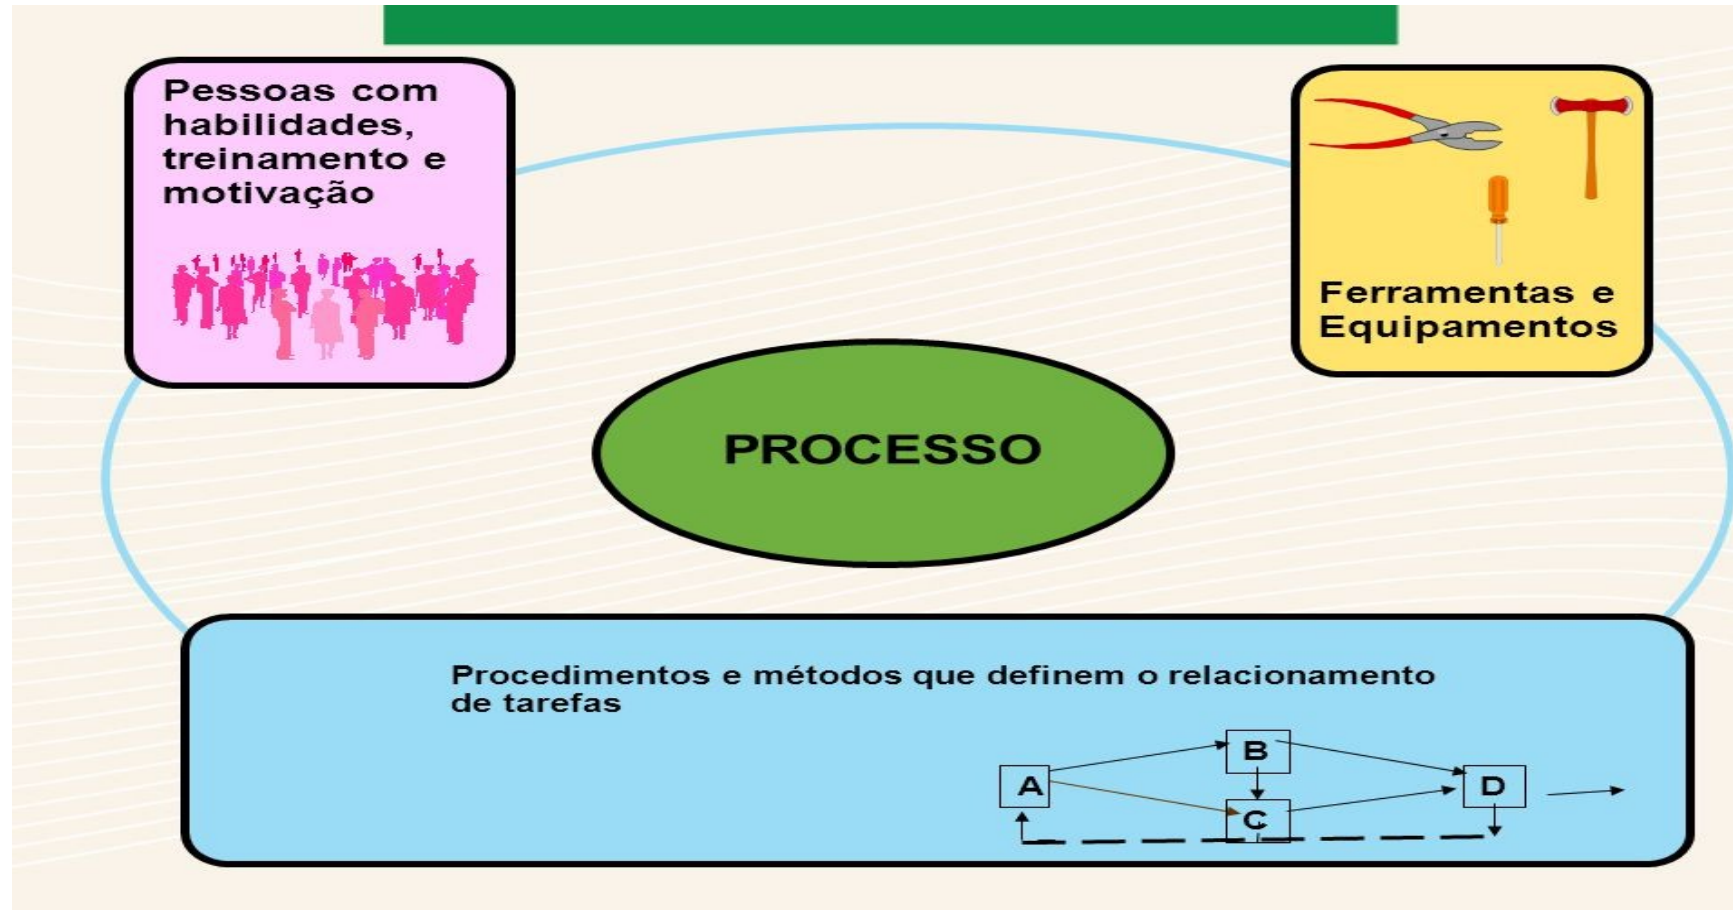 Pessoas com
habilidades,
treinamento e
motivação
Ferramentas e
Equipamentos
PROCESSO
Procedimentos e métodos que definem o relacionamento
de tarefas
B
A
D
C